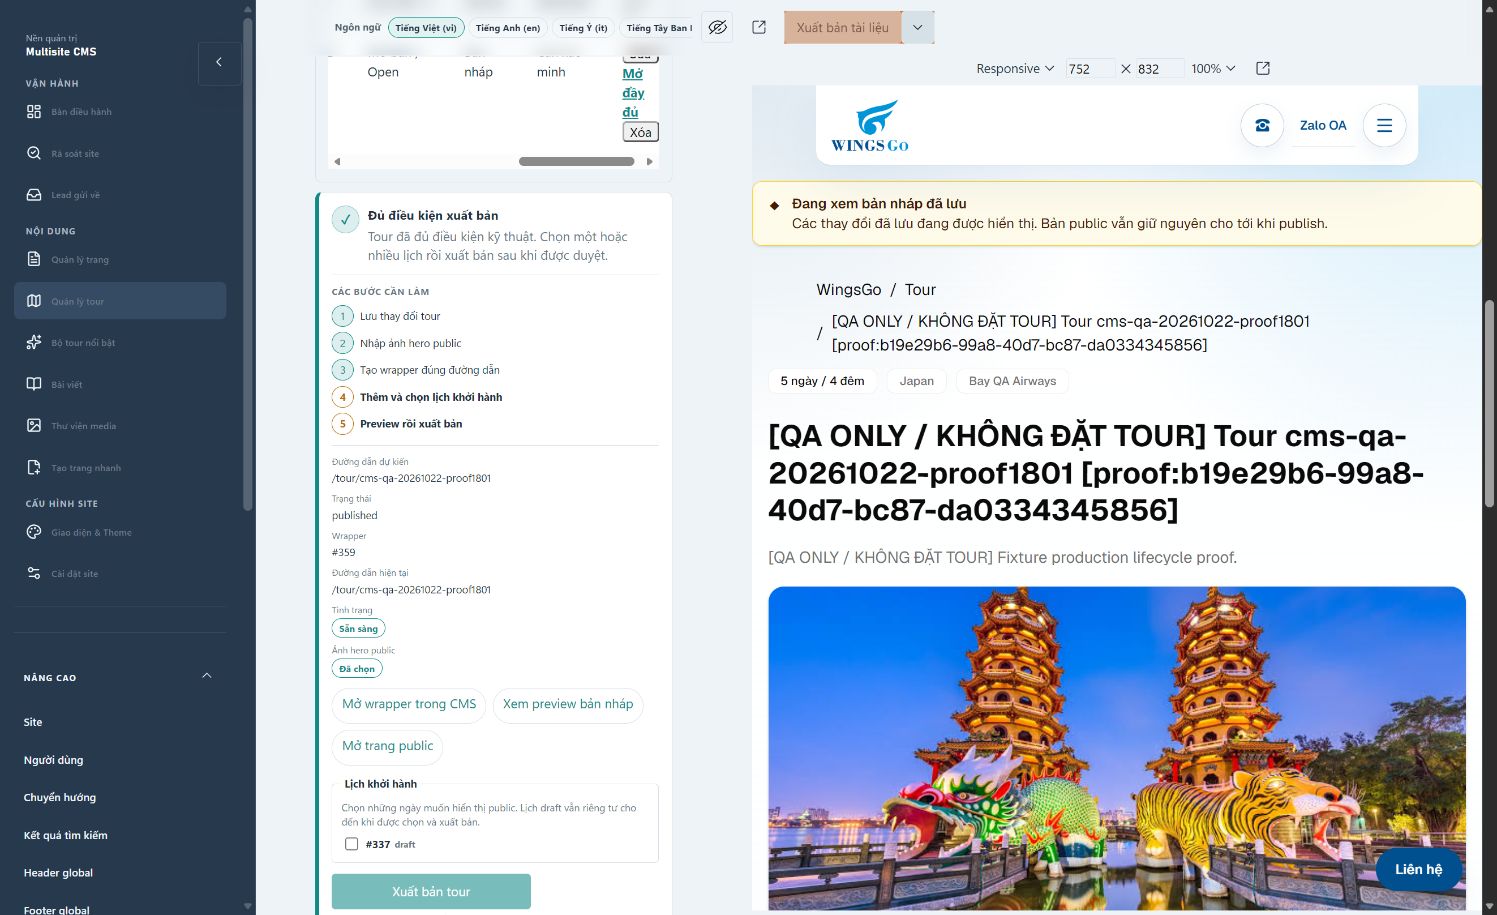 Nền quản trị
Multisite CMS
VẬN HÀNH
Bàn điều hành
Rà soát site
Lead gửi về
NỘI DUNG
Quản lý trang
Quản lý tour
Bộ tour nổi bật
Bài viết
Thư viện media
Tạo trang nhanh
CẤU HÌNH SITE
Giao diện & Theme
Cài đặt site
NÂNG CAO
Site
Người dùng
Chuyển hướng
Kết quả tìm kiếm
Header global
Footer global
Ngôn ngữ
Tiếng Việt (vi)
Tiếng Anh (en)
Tiếng Ý (it)
Tiếng Tây Ban
Xuất bản tài liệu
Open
nháp
minh
Mở
đầy
đủ
Xóa
Đủ điều kiện xuất bản
Tour đã đủ điều kiện kỹ thuật. Chọn một hoặc
nhiều lịch rồi xuất bản sau khi được duyệt.
CÁC BƯỚC CẦN LÀM
1 Lưu thay đổi tour
2 Nhập ảnh hero public
3 Tạo wrapper đúng đường dẫn
4 Thêm và chọn lịch khởi hành
5 Preview rồi xuất bản
Đường dẫn dự kiến
/tour/cms-qa-20261022-proof1801
Trạng thái
published
Wrapper
#359
Đường dẫn hiện tại
/tour/cms-qa-20261022-proof1801
Tình trạng
Sẵn sàng
Ảnh hero public
Đã chọn
Mở wrapper trong CMS
Xem preview bản nháp
Mở trang public
Lịch khởi hành
Chọn những ngày muốn hiển thị public. Lịch draft vẫn riêng tư cho
đến khi được chọn và xuất bản.
#337 draft
Xuất bản tour
Responsive
752 × 832
100%
WINGSGO
Zalo OA
Đang xem bản nháp đã lưu
Các thay đổi đã lưu đang được hiển thị. Bản public vẫn giữ nguyên cho tới khi publish.
WingsGo / Tour
/ [QA ONLY / KHÔNG ĐẶT TOUR] Tour cms-qa-20261022-proof1801
[proof:b19e29b6-99a8-40d7-bc87-da0334345856]
5 ngày / 4 đêm
Japan
Bay QA Airways
[QA ONLY / KHÔNG ĐẶT TOUR] Tour cms-qa-
20261022-proof1801 [proof:b19e29b6-99a8-
40d7-bc87-da0334345856]
[QA ONLY / KHÔNG ĐẶT TOUR] Fixture production lifecycle proof.
Liên hệ